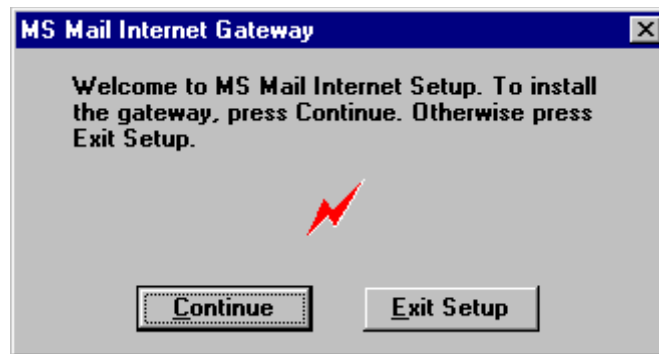 MS Mail Internet Gateway
Welcome to MS Mail Internet Setup. To install
the gateway, press Continue. Otherwise press
Exit Setup.
Continue
Exit Setup